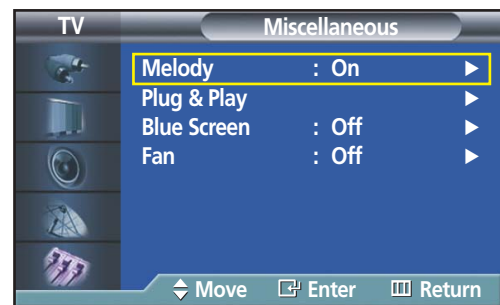 TV Miscellaneous
Melody : On
Plug & Play
Blue Screen : Off
Fan : Off
Move Enter Return